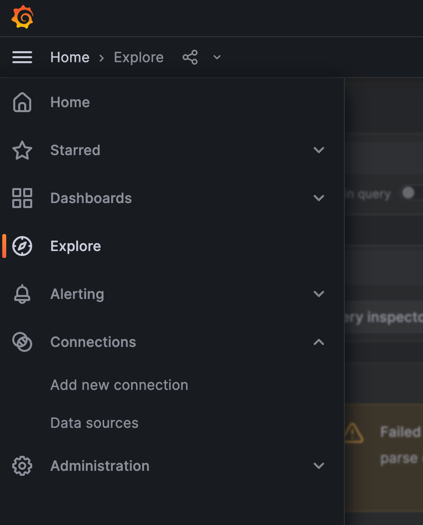 Home › Explore
Home
Starred
Dashboards
in query
Explore
Alerting
ery inspecto
Connections
Add new connection
Data sources
Failed
parse
Administration